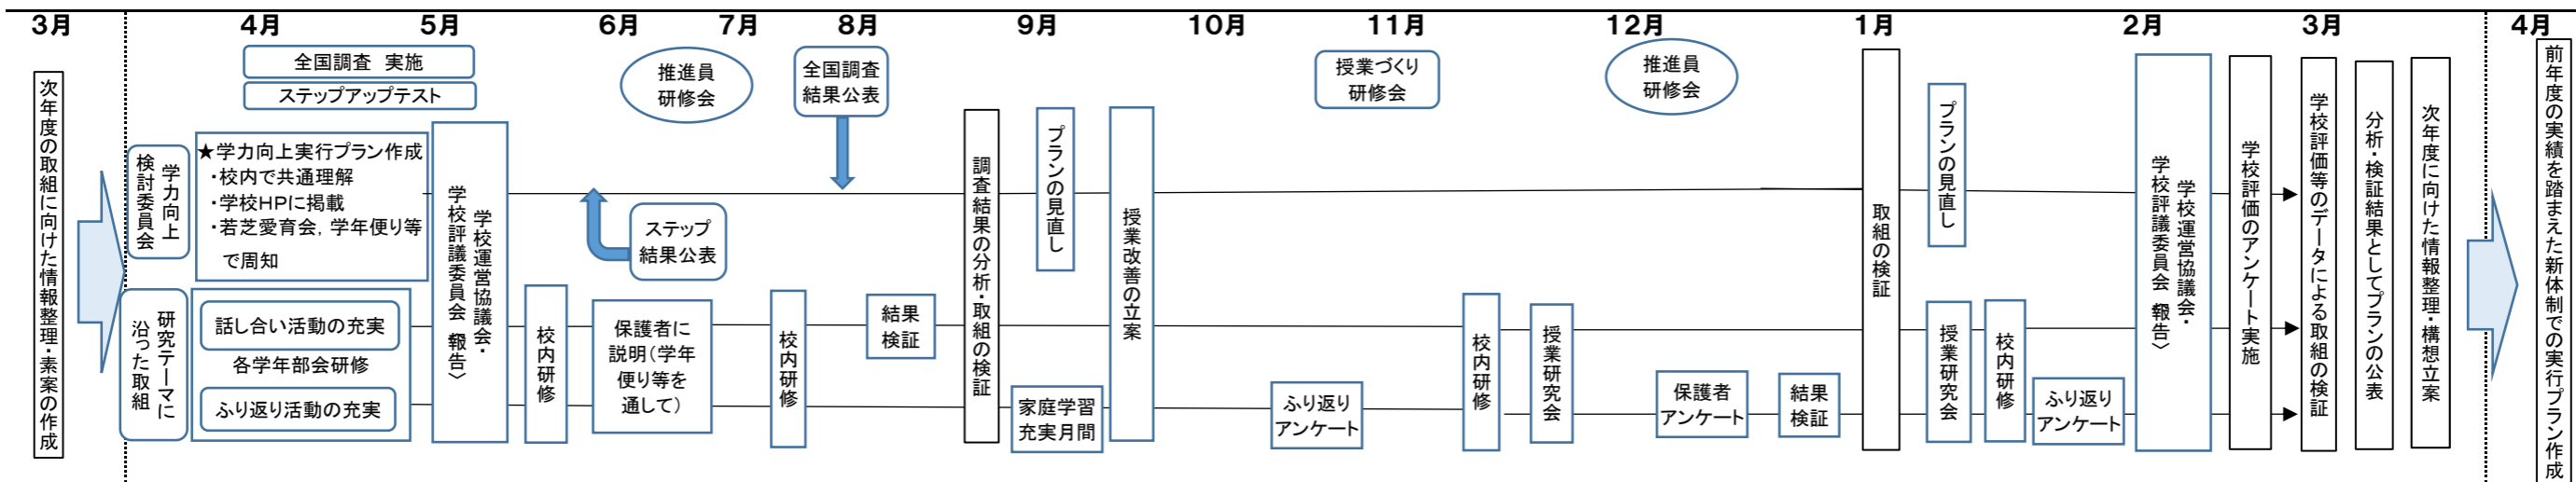 3月
4月
5月
6月
7月
8月
9月
10月
11月
12月
1月
2月
3月
4月
次年度の取組に向けた情報整理・素案の作成
全国調査 実施
ステップアップテスト
学力向上
検討委員会
★学力向上実行プラン作成
・校内で共通理解
・学校HPに掲載
・若芝愛育会,学年便り等
で周知
研究テーマに
沿った取組
話し合い活動の充実
各学年部会研修
ふり返り活動の充実
学校運営協議会・
学校評議委員会〈報告〉
校内研修
推進員
研修会
ステップ
結果公表
保護者に
説明(学年
便り等を
通して)
校内研修
全国調査
結果公表
結果
検証
調査結果の分析・取組の検証
プランの見直し
家庭学習
充実月間
授業改善の立案
ふり返り
アンケート
授業づくり
研修会
校内研修
授業研究会
推進員
研修会
保護者
アンケート
結果
検証
取組の検証
プランの見直し
授業研究会
校内研修
ふり返り
アンケート
学校運営協議会・
学校評議委員会〈報告〉
学校評価のアンケート実施
学校評価等のデータによる取組の検証
分析・検証結果としてプランの公表
次年度に向けた情報整理・構想立案
前年度の実績を踏まえた新体制での実行プラン作成